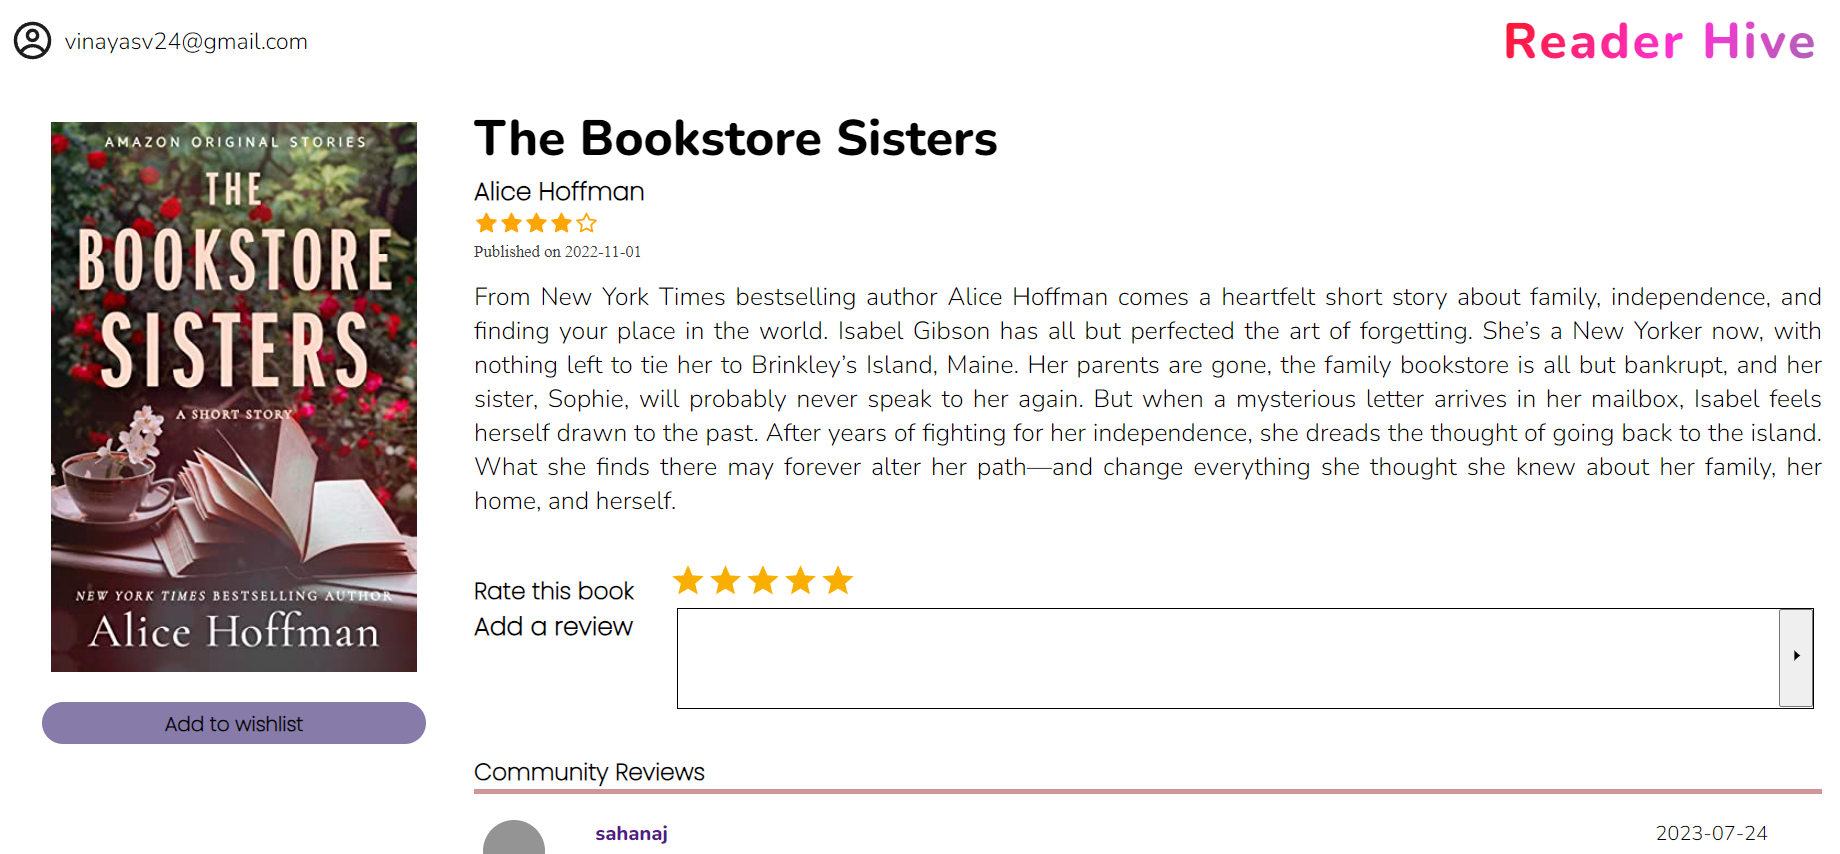 vinayasv24@gmail.com
Reader Hive
AMAZON ORIGINAL STORIES
THE
BOOKSTORE
SISTERS
A SHORT STORY
NEW YORK TIMES BESTSELLING AUTHOR
Alice Hoffman
Add to wishlist
The Bookstore Sisters
Alice Hoffman
Published on 2022-11-01
From New York Times bestselling author Alice Hoffman comes a heartfelt short story about family, independence, and
finding your place in the world. Isabel Gibson has all but perfected the art of forgetting. She’s a New Yorker now, with
nothing left to tie her to Brinkley’s Island, Maine. Her parents are gone, the family bookstore is all but bankrupt, and her
sister, Sophie, will probably never speak to her again. But when a mysterious letter arrives in her mailbox, Isabel feels
herself drawn to the past. After years of fighting for her independence, she dreads the thought of going back to the island.
What she finds there may forever alter her path—and change everything she thought she knew about her family, her
home, and herself.
Rate this book
Add a review
Community Reviews
sahanaj
2023-07-24